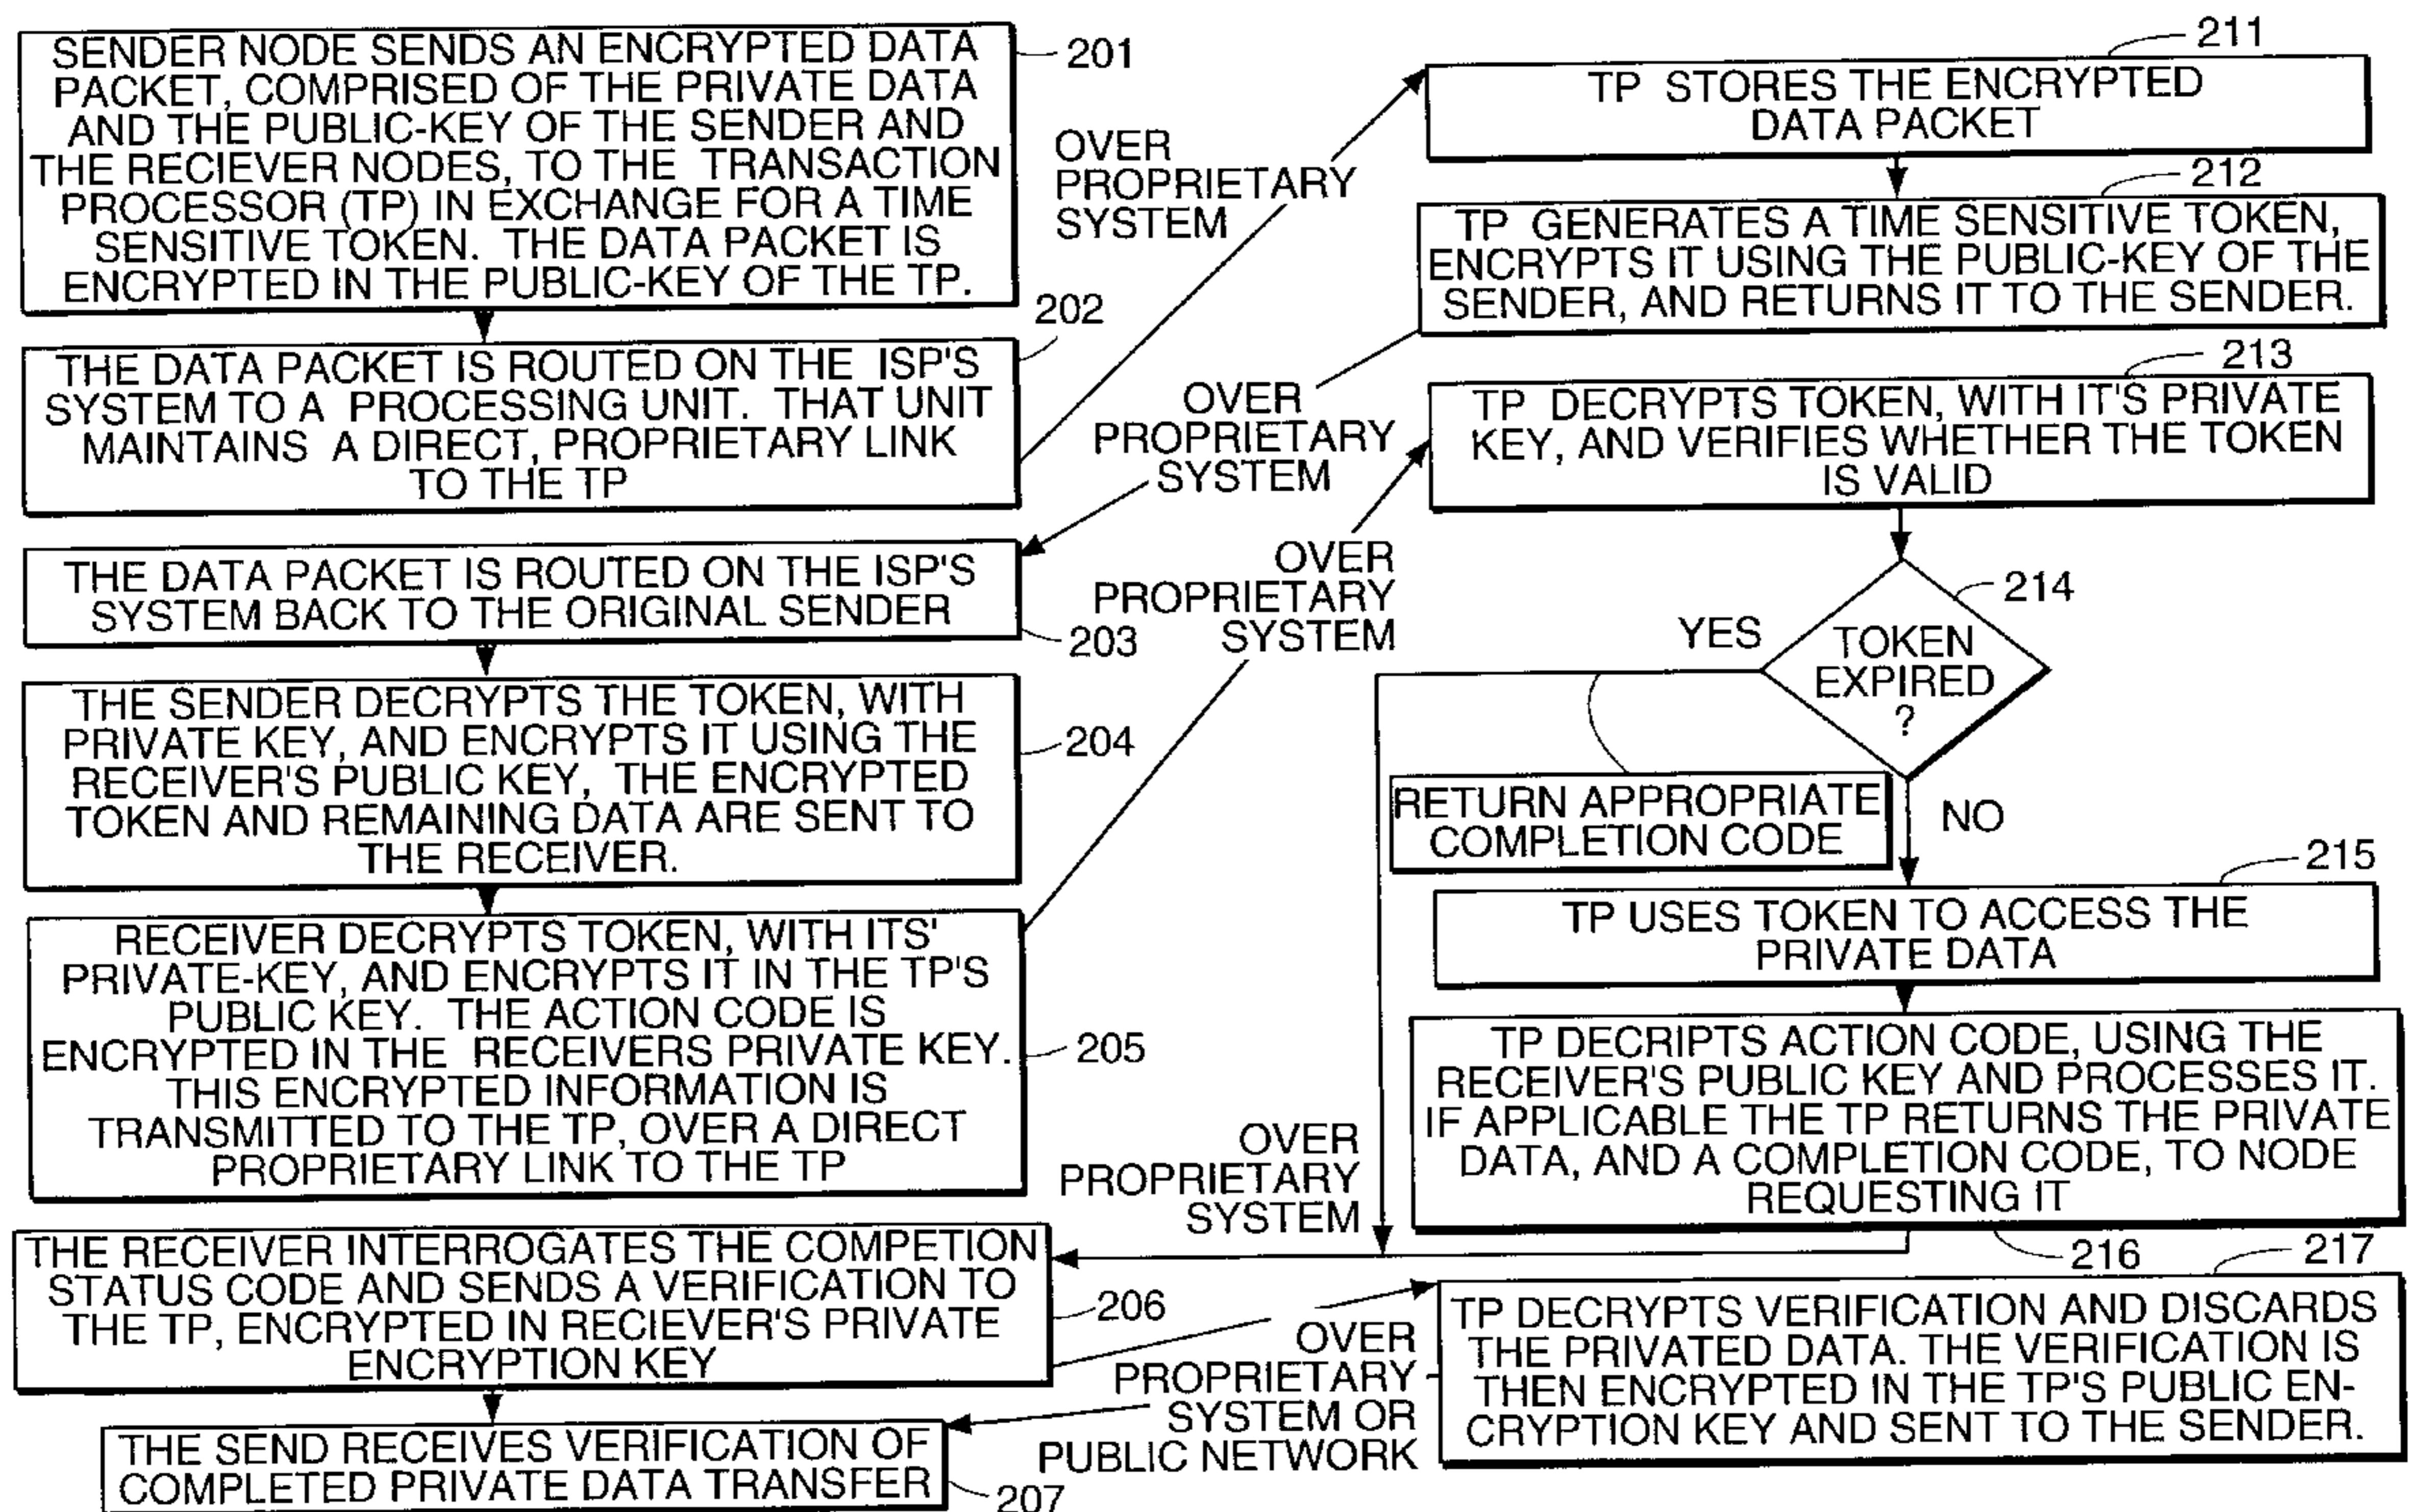 SENDER NODE SENDS AN ENCRYPTED DATA
PACKET, COMPRISED OF THE PRIVATE DATA
AND THE PUBLIC-KEY OF THE SENDER AND
THE RECIEVER NODES, TO THE TRANSACTION
PROCESSOR (TP) IN EXCHANGE FOR A TIME
SENSITIVE TOKEN. THE DATA PACKET IS
ENCRYPTED IN THE PUBLIC-KEY OF THE TP.
201
THE DATA PACKET IS ROUTED ON THE ISP'S
SYSTEM TO A PROCESSING UNIT. THAT UNIT
MAINTAINS A DIRECT, PROPRIETARY LINK
TO THE TP
202
OVER
PROPRIETARY
SYSTEM
TP STORES THE ENCRYPTED
DATA PACKET
211
TP GENERATES A TIME SENSITIVE TOKEN,
ENCRYPTS IT USING THE PUBLIC-KEY OF THE
SENDER, AND RETURNS IT TO THE SENDER.
212
OVER
PROPRIETARY
SYSTEM
THE DATA PACKET IS ROUTED ON THE ISP'S
SYSTEM BACK TO THE ORIGINAL SENDER
203
THE SENDER DECRYPTS THE TOKEN, WITH
PRIVATE KEY, AND ENCRYPTS IT USING THE
RECEIVER'S PUBLIC KEY, THE ENCRYPTED
TOKEN AND REMAINING DATA ARE SENT TO
THE RECEIVER.
204
RECEIVER DECRYPTS TOKEN, WITH ITS'
PRIVATE-KEY, AND ENCRYPTS IT IN THE TP'S
PUBLIC KEY. THE ACTION CODE IS
ENCRYPTED IN THE RECEIVERS PRIVATE KEY.
THIS ENCRYPTED INFORMATION IS
TRANSMITTED TO THE TP, OVER A DIRECT
PROPRIETARY LINK TO THE TP
205
OVER
PROPRIETARY
SYSTEM
TP DECRYPTS TOKEN, WITH IT'S PRIVATE
KEY, AND VERIFIES WHETHER THE TOKEN
IS VALID
213
TOKEN
EXPIRED
?
214
YES
RETURN APPROPRIATE
COMPLETION CODE
NO
TP USES TOKEN TO ACCESS THE
PRIVATE DATA
215
TP DECRIPTS ACTION CODE, USING THE
RECEIVER'S PUBLIC KEY AND PROCESSES IT.
IF APPLICABLE THE TP RETURNS THE PRIVATE
DATA, AND A COMPLETION CODE, TO NODE
REQUESTING IT
216
OVER
PROPRIETARY
SYSTEM
THE RECEIVER INTERROGATES THE COMPETION
STATUS CODE AND SENDS A VERIFICATION TO
THE TP, ENCRYPTED IN RECIEVER'S PRIVATE
ENCRYPTION KEY
206
TP DECRYPTS VERIFICATION AND DISCARDS
THE PRIVATED DATA. THE VERIFICATION IS
THEN ENCRYPTED IN THE TP'S PUBLIC EN-
CRYPTION KEY AND SENT TO THE SENDER.
217
OVER
PROPRIETARY
SYSTEM OR
PUBLIC NETWORK
THE SEND RECEIVES VERIFICATION OF
COMPLETED PRIVATE DATA TRANSFER
207